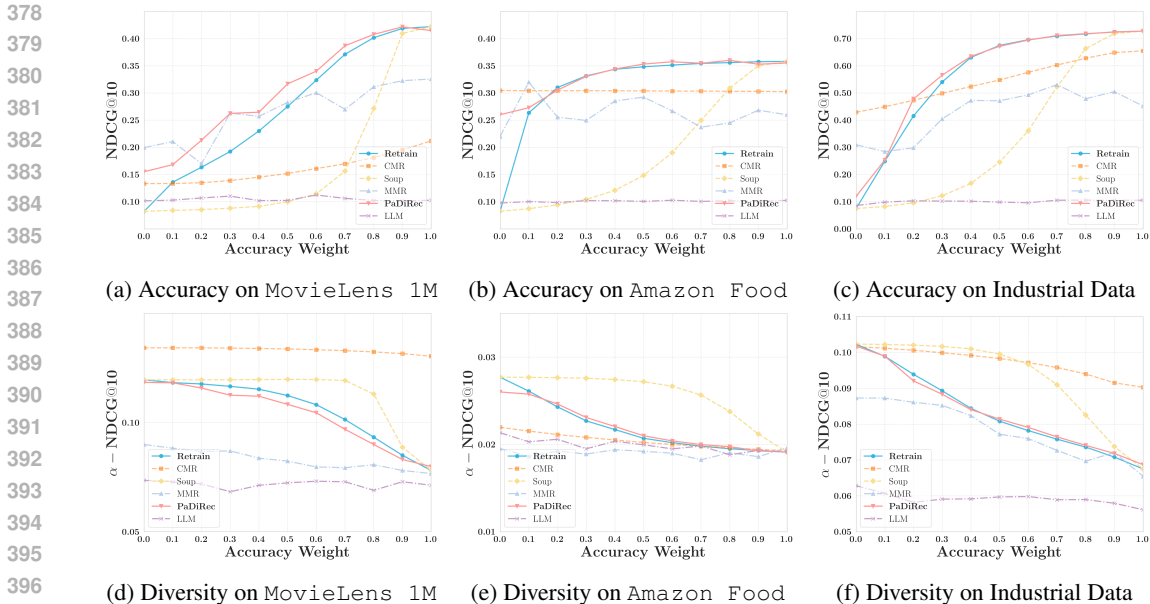 378
379
380
381
382
383
384
385
386
387
388
389
390
391
392
393
394
395
396
NDCG@10
0.40
0.35
0.30
0.25
0.20
0.15
0.10
Retrain
CMR
Soup
MMR
PaDiRec
LLM
0.0 0.1 0.2 0.3 0.4 0.5 0.6 0.7 0.8 0.9 1.0
Accuracy Weight
(a) Accuracy on MovieLens 1M
NDCG@10
0.40
0.35
0.30
0.25
0.20
0.15
0.10
Retrain
CMR
Soup
MMR
PaDiRec
LLM
0.0 0.1 0.2 0.3 0.4 0.5 0.6 0.7 0.8 0.9 1.0
Accuracy Weight
(b) Accuracy on Amazon Food
NDCG@10
0.70
0.60
0.50
0.40
0.30
0.20
0.10
Retrain
CMR
Soup
MMR
PaDiRec
LLM
0.0 0.1 0.2 0.3 0.4 0.5 0.6 0.7 0.8 0.9 1.0
Accuracy Weight
(c) Accuracy on Industrial Data
α − NDCG@10
0.10
0.05
Retrain
CMR
Soup
MMR
PaDiRec
LLM
0.0 0.1 0.2 0.3 0.4 0.5 0.6 0.7 0.8 0.9 1.0
Accuracy Weight
(d) Diversity on MovieLens 1M
α − NDCG@10
0.03
0.02
0.01
Retrain
CMR
Soup
MMR
PaDiRec
LLM
0.0 0.1 0.2 0.3 0.4 0.5 0.6 0.7 0.8 0.9 1.0
Accuracy Weight
(e) Diversity on Amazon Food
α − NDCG@10
0.11
0.10
0.09
0.08
0.07
0.06
0.05
Retrain
CMR
Soup
MMR
PaDiRec
LLM
0.0 0.1 0.2 0.3 0.4 0.5 0.6 0.7 0.8 0.9 1.0
Accuracy Weight
(f) Diversity on Industrial Data